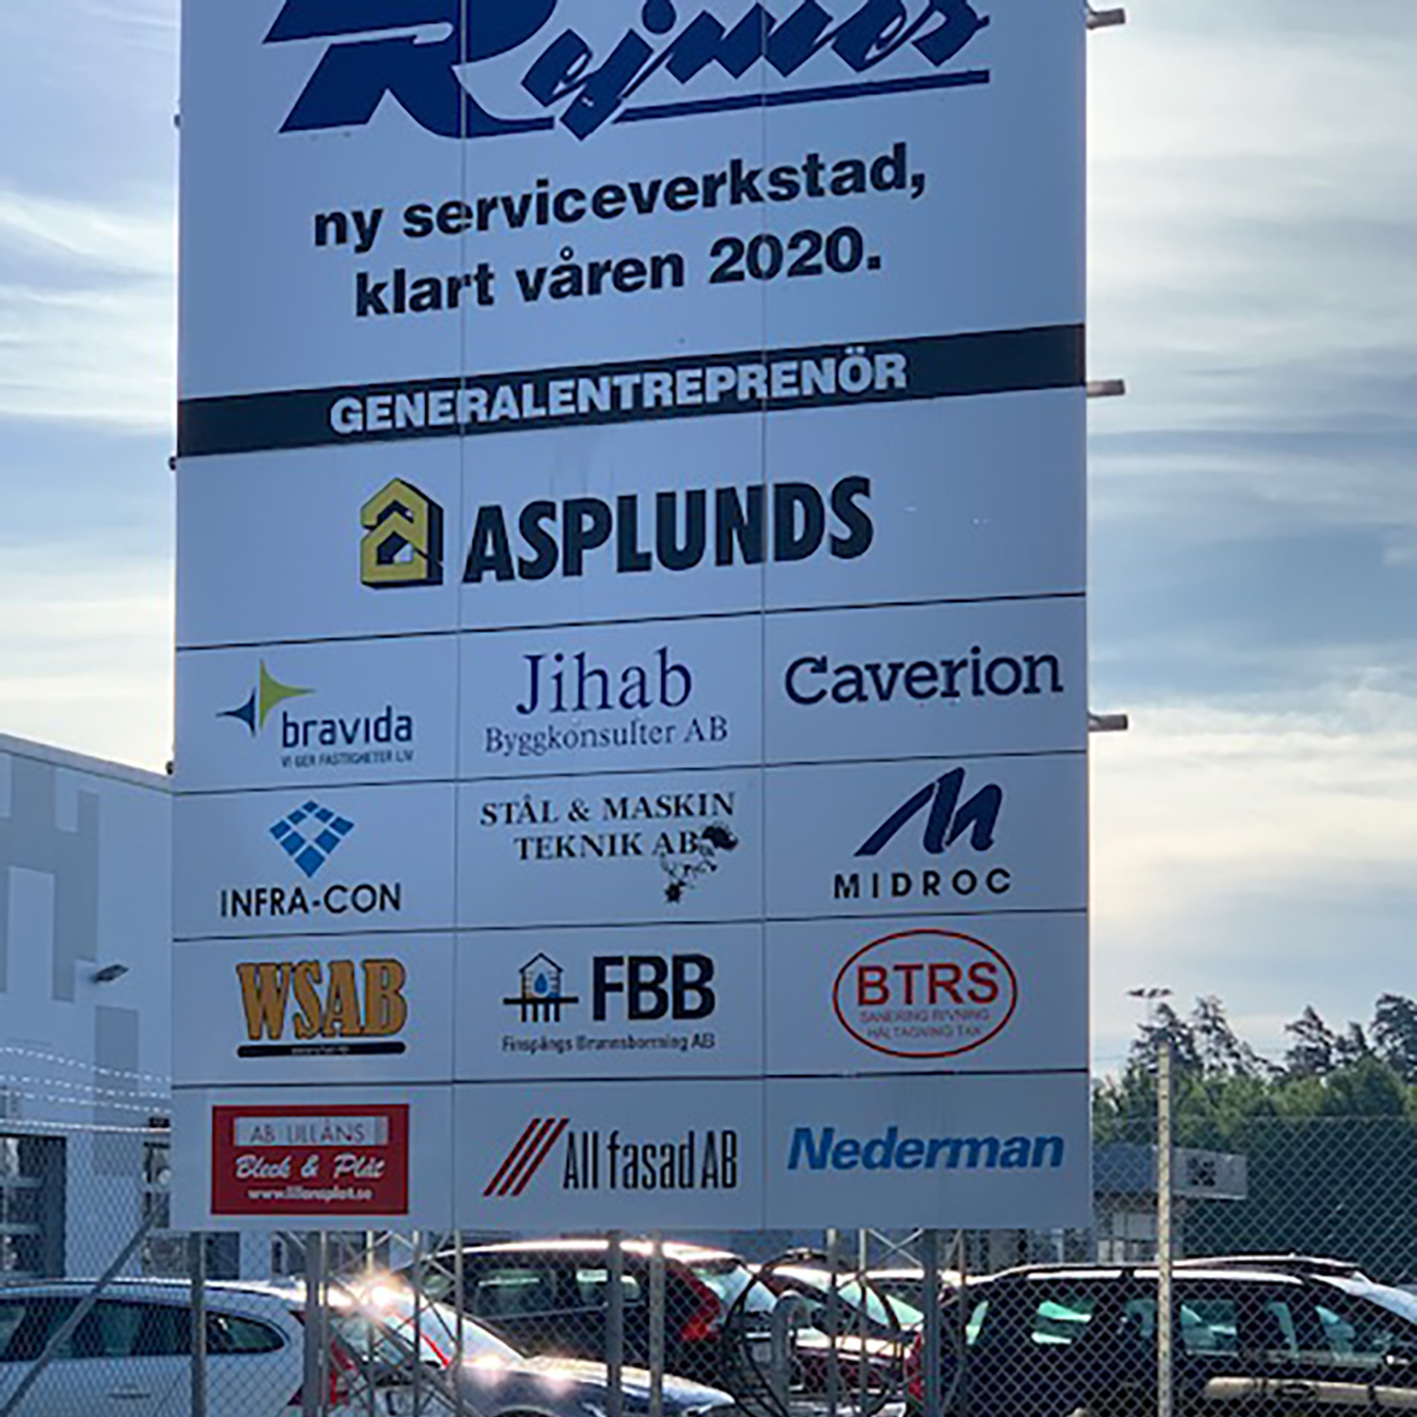 Rejmes
ny serviceverkstad,
klart våren 2020.
GENERALENTREPRENÖR
ASPLUNDS
bravida
VI GER FASTIGHETER LIV
Jihab
Byggkonsulter AB
Caverion
INFRA-CON
STÅL & MASKIN
TEKNIK AB
MIDROC
WSAB
FBB
Finspångs Brunnsborrning AB
BTRS
SANERING RIVNING
HÅLTAGNING TAK
AB LILLÅNS
Bleck & Plåt
www.lillansplat.se
All fasad AB
Nederman